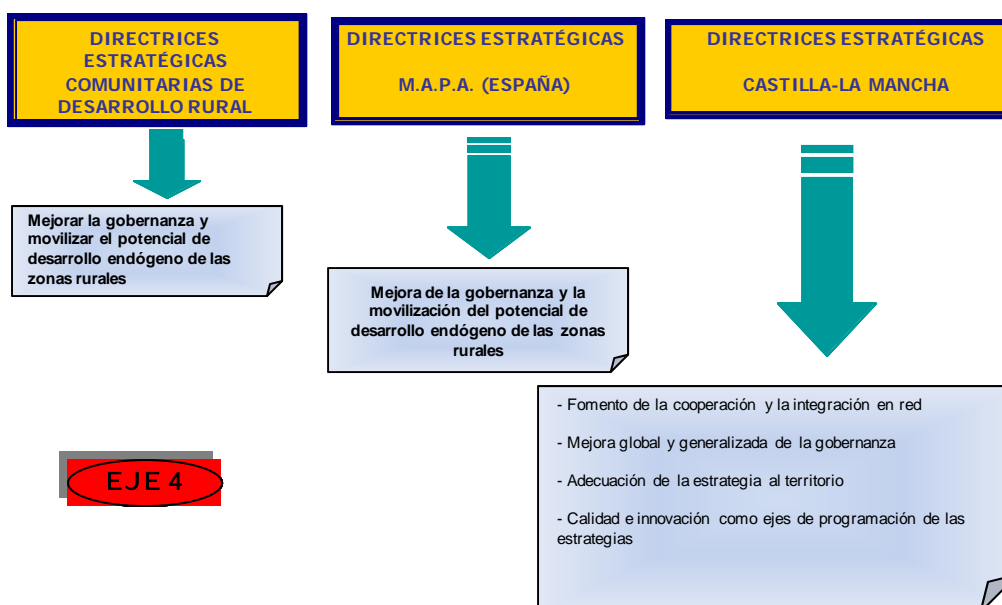 DIRECTRICES
ESTRATÉGICAS
COMUNITARIAS DE
DESARROLLO RURAL
DIRECTRICES ESTRATÉGICAS
M.A.P.A. (ESPAÑA)
DIRECTRICES ESTRATÉGICAS
CASTILLA-LA MANCHA
Mejorar la gobernanza y
movilizar el potencial de
desarrollo endógeno de las
zonas rurales
Mejora de la gobernanza y la
movilización del potencial de
desarrollo endógeno de las zonas
rurales
- Fomento de la cooperación y la integración en red
- Mejora global y generalizada de la gobernanza
- Adecuación de la estrategia al territorio
- Calidad e innovación como ejes de programación de las
estrategias
EJE 4